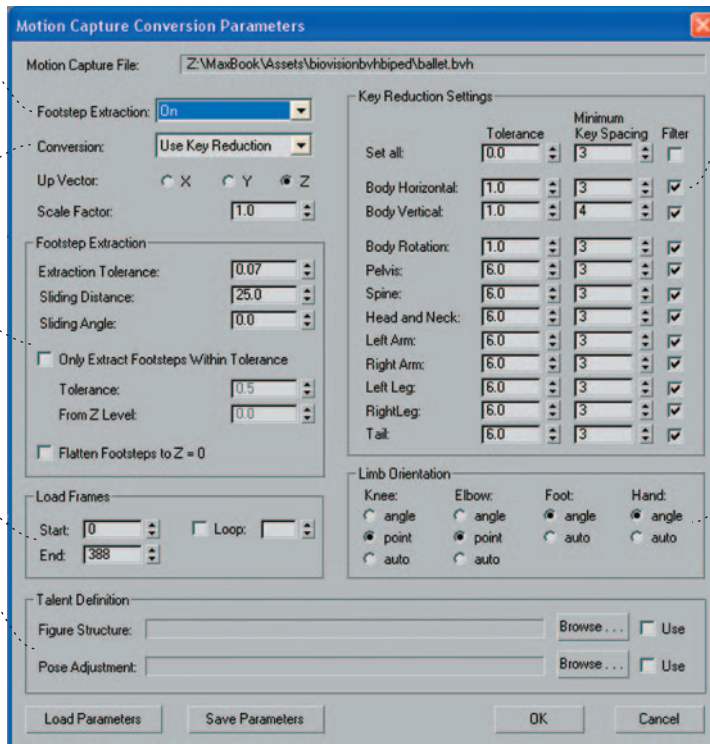 Motion Capture Conversion Parameters
Motion Capture File: Z:\MaxBook\Assets\biovisionbvhbiped\ballet.bvh
Footstep Extraction: On
Conversion: Use Key Reduction
Up Vector: X Y Z
Scale Factor: 1.0
Footstep Extraction
Extraction Tolerance: 0.07
Sliding Distance: 25.0
Sliding Angle: 0.0
Only Extract Footsteps Within Tolerance
Tolerance: 0.5
From Z Level: 0.0
Flatten Footsteps to Z = 0
Load Frames
Start: 0 Loop:
End: 388
Key Reduction Settings
Minimum
Tolerance Key Spacing Filter
Set all: 0.0 3
Body Horizontal: 1.0 3
Body Vertical: 1.0 4
Body Rotation: 1.0 3
Pelvis: 6.0 3
Spine: 6.0 3
Head and Neck: 6.0 3
Left Arm: 6.0 3
Right Arm: 6.0 3
Left Leg: 6.0 3
RightLeg: 6.0 3
Tail: 6.0 3
Limb Orientation
Knee: Elbow: Foot: Hand:
angle angle angle angle
point point auto auto
auto auto
Talent Definition
Figure Structure: Browse . . . Use
Pose Adjustment: Browse . . . Use
Load Parameters Save Parameters OK Cancel